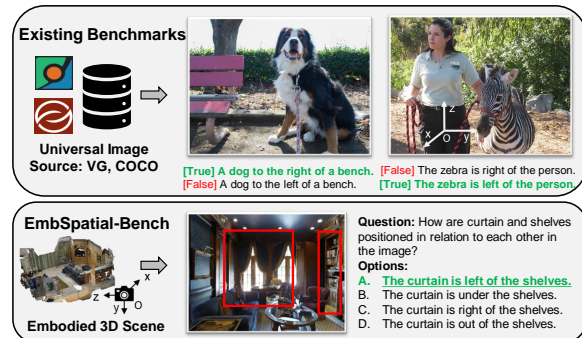 Existing Benchmarks
Universal Image
Source: VG, COCO
[True] A dog to the right of a bench.
[False] A dog to the left of a bench.
z
x
O
y
[False] The zebra is right of the person.
[True] The zebra is left of the person.
EmbSpatial-Bench
x
z
O
y
Embodied 3D Scene
Question: How are curtain and shelves
positioned in relation to each other in
the image?
Options:
A. The curtain is left of the shelves.
B. The curtain is under the shelves.
C. The curtain is right of the shelves.
D. The curtain is out of the shelves.